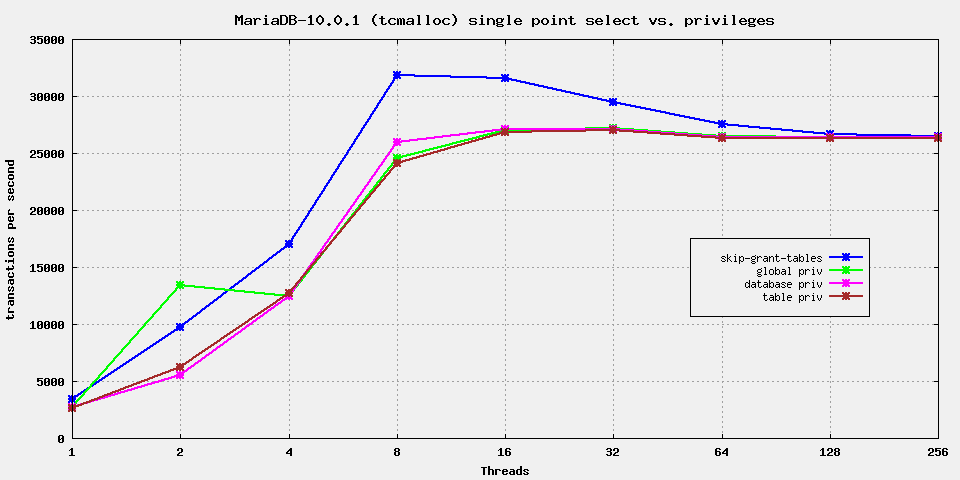 MariaDB-10.0.1 (tcmalloc) single point select vs. privileges
transactions per second
35000
30000
25000
20000
15000
10000
5000
0
skip-grant-tables
global priv
database priv
table priv
1 2 4 8 16 32 64 128 256
Threads